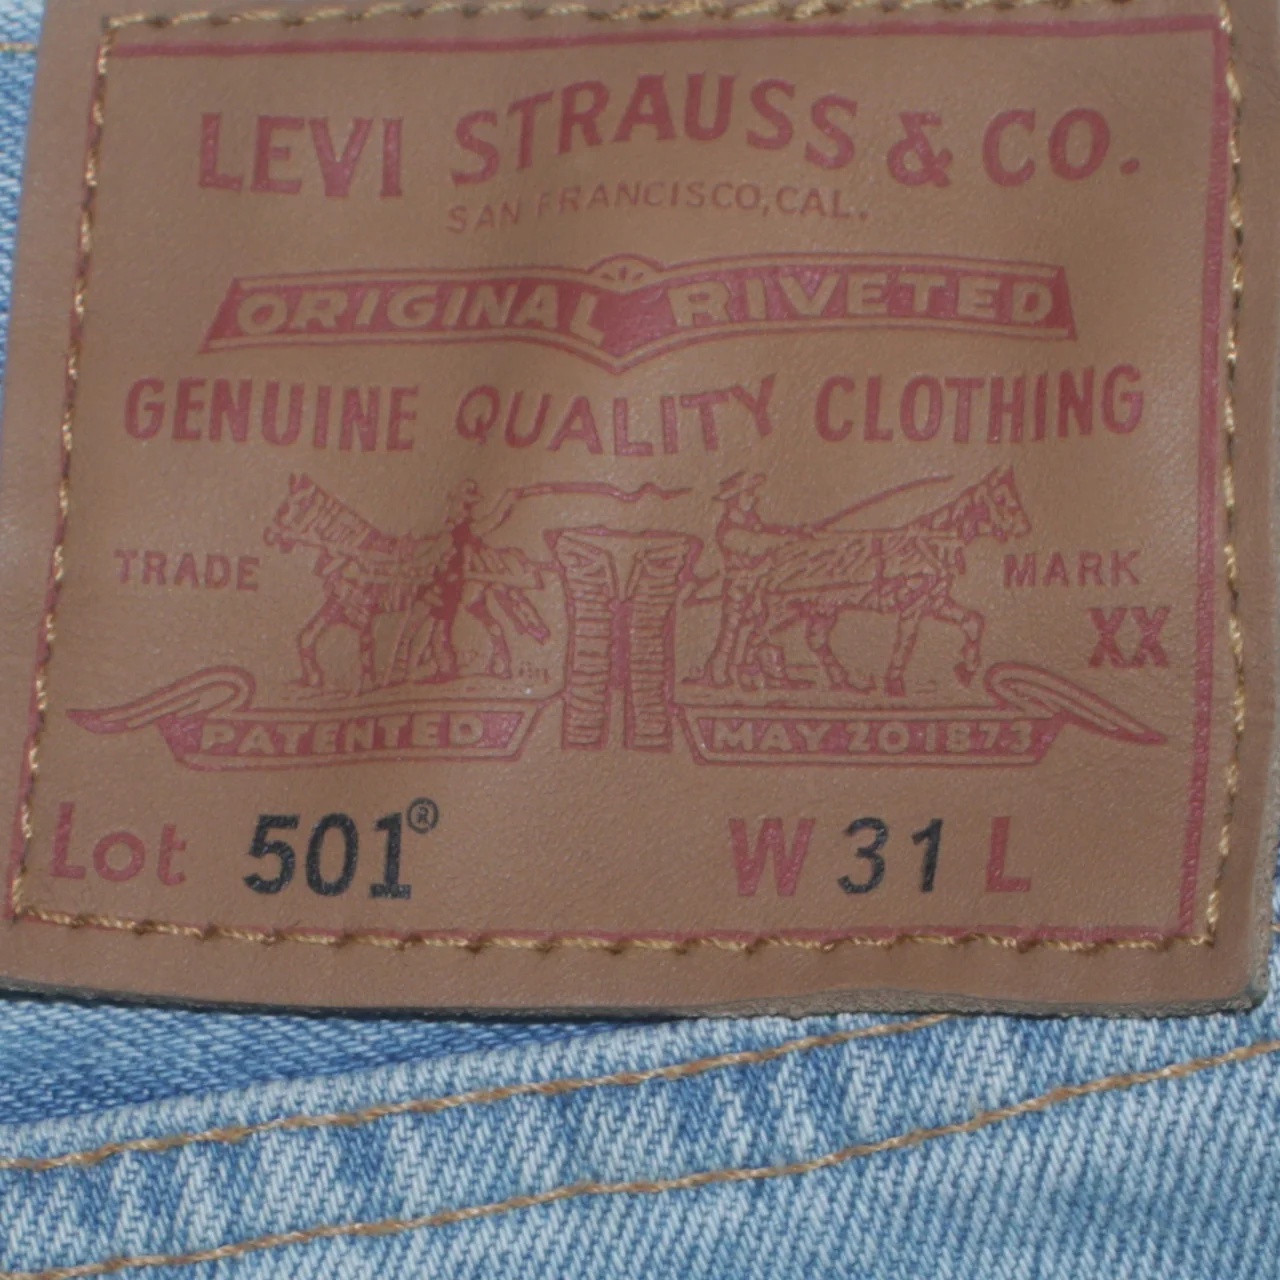 LEVI STRAUSS & CO.
SAN FRANCISCO, CAL.
ORIGINAL RIVETED
GENUINE QUALITY CLOTHING
TRADE MARK
XX
PATENTED MAY 20 1873
Lot 501® W 31 L